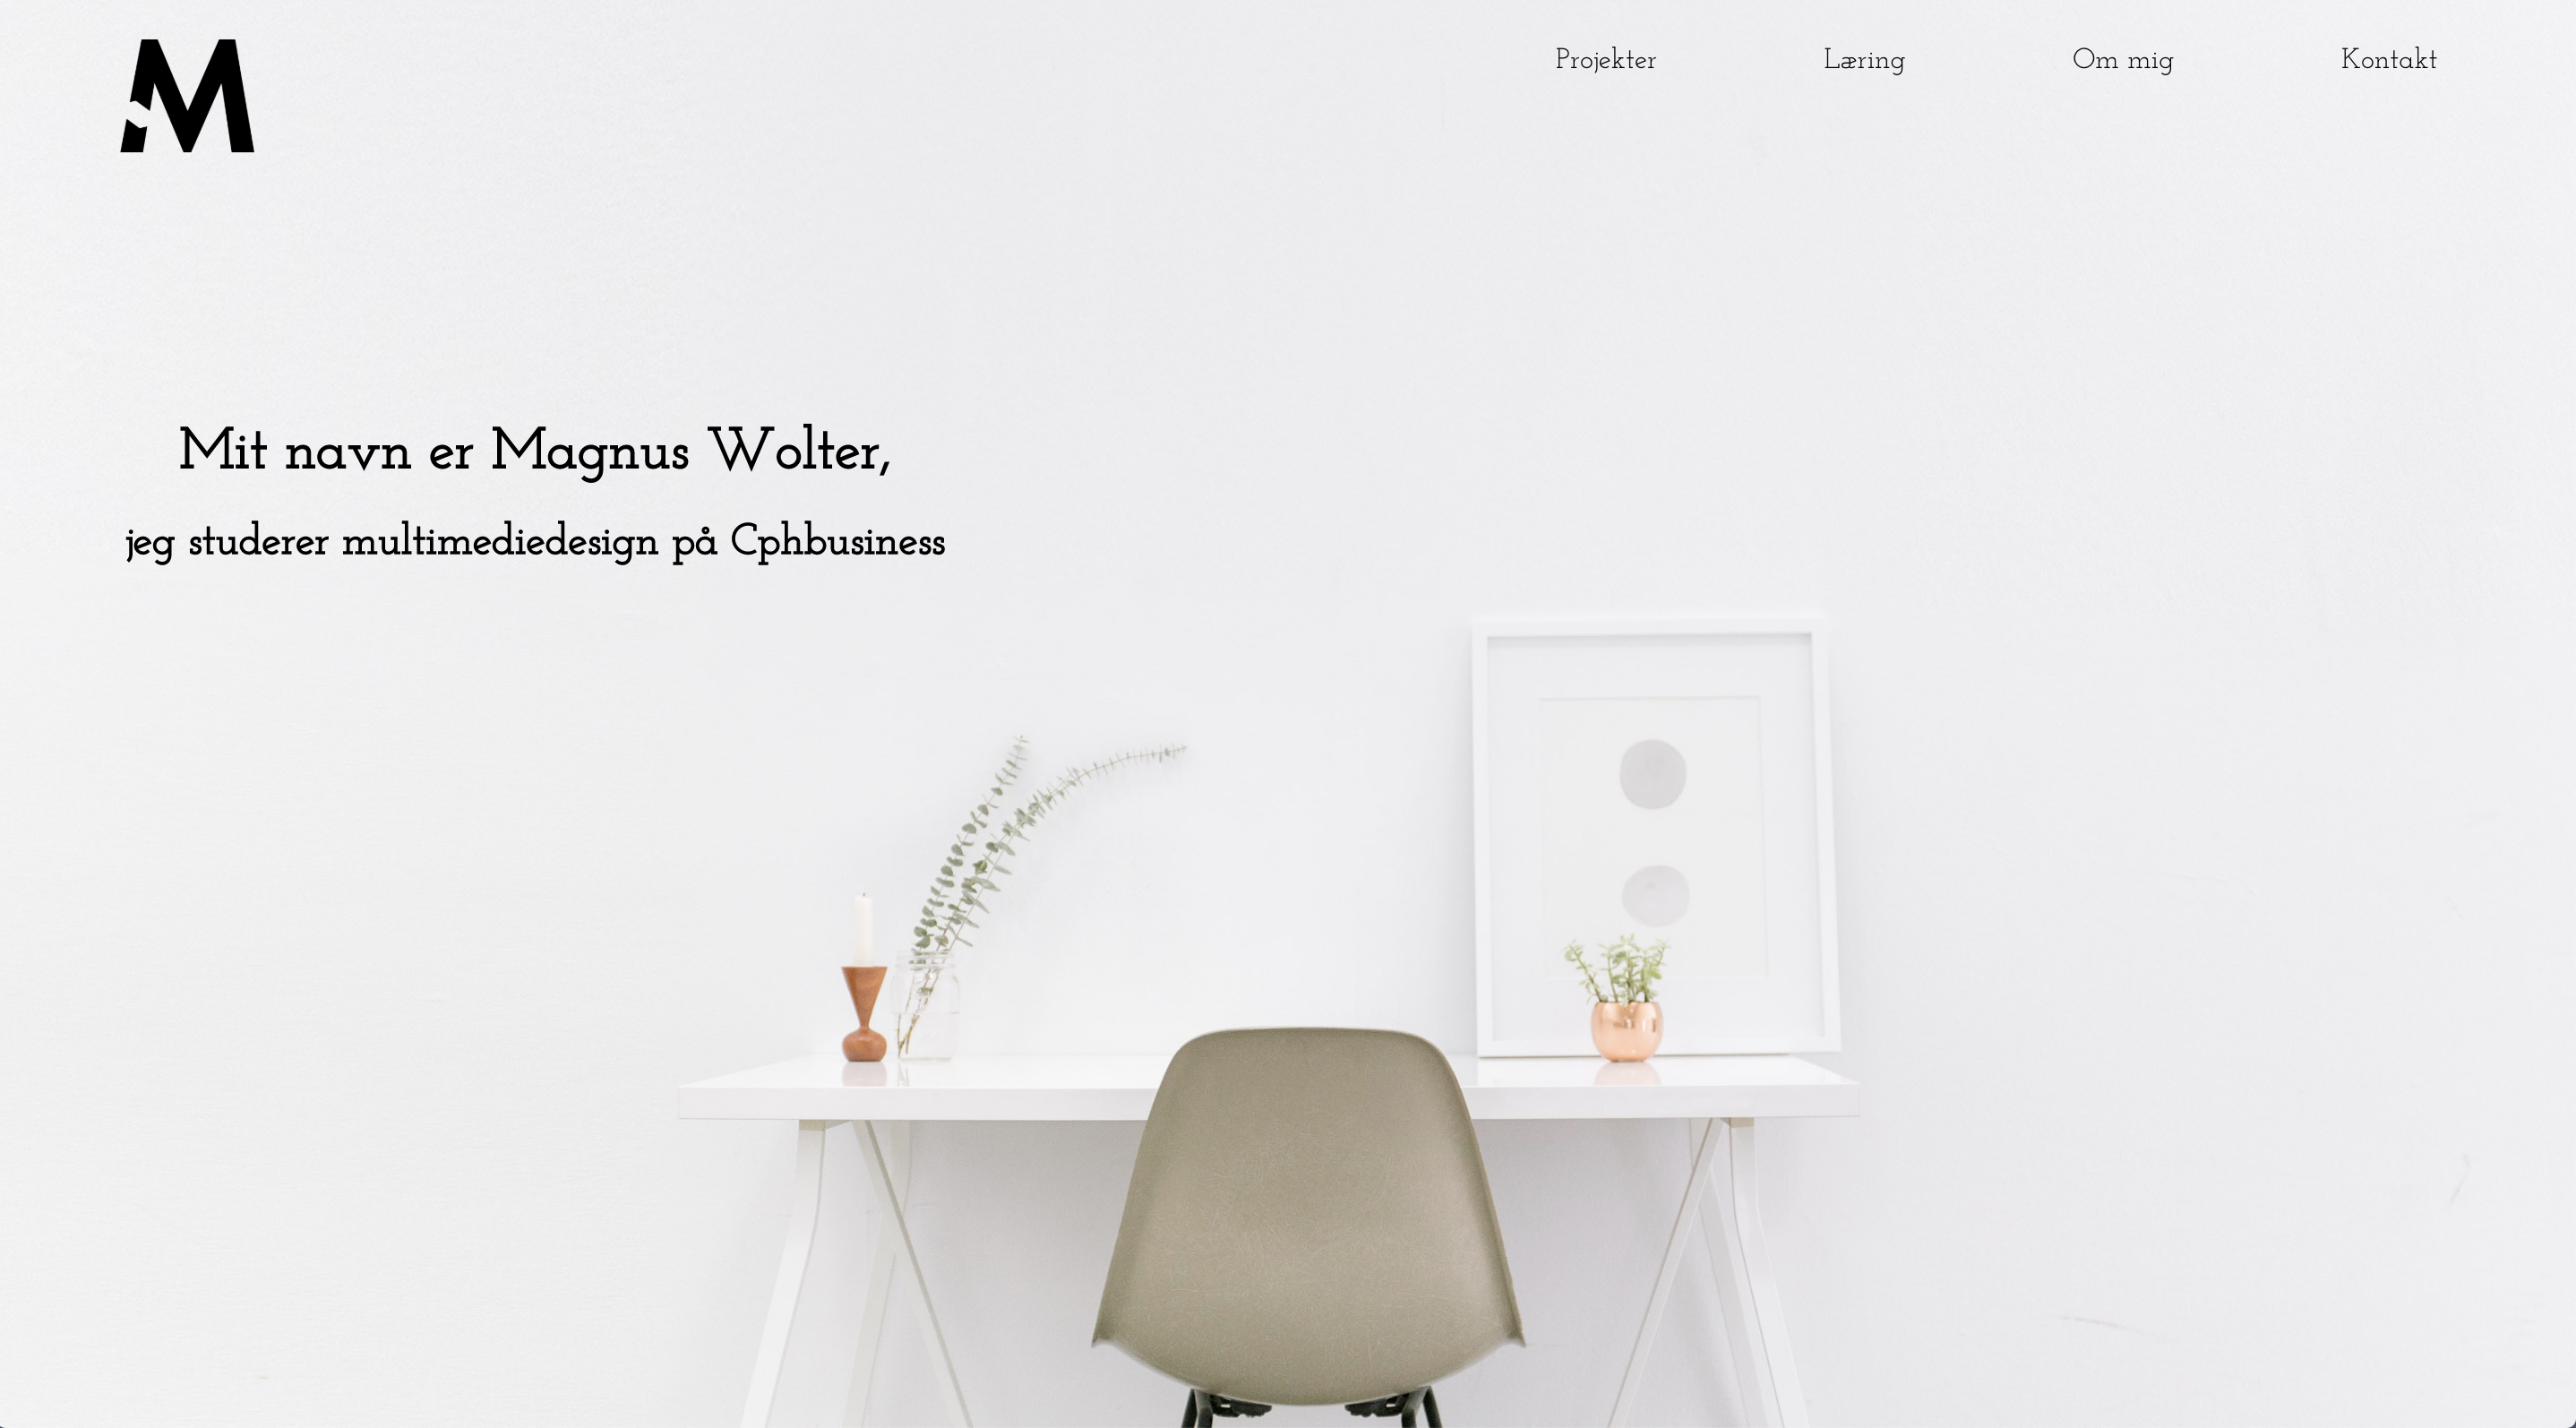 M
Projekter Læring Om mig Kontakt
Mit navn er Magnus Wolter,
jeg studerer multimediedesign på Cphbusiness